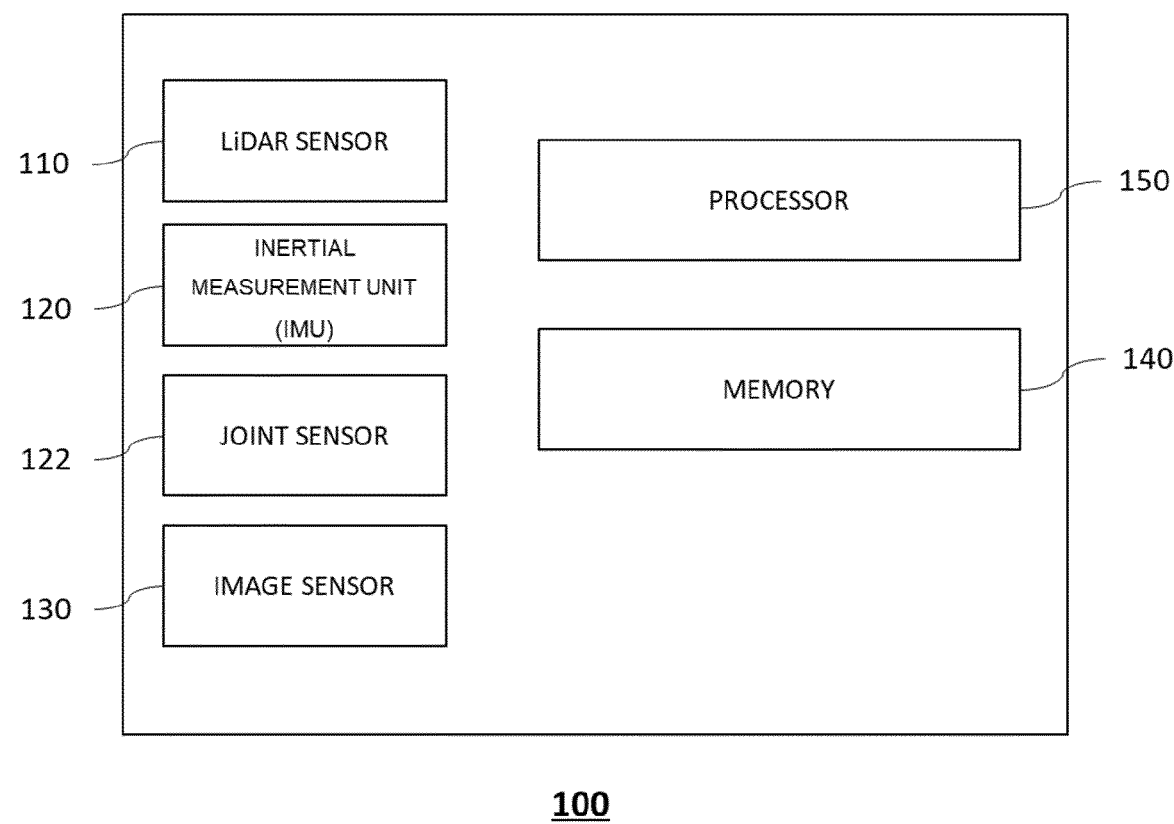 110
LiDAR SENSOR
120
INERTIAL
MEASUREMENT UNIT
(IMU)
122
JOINT SENSOR
130
IMAGE SENSOR
PROCESSOR
150
MEMORY
140
100